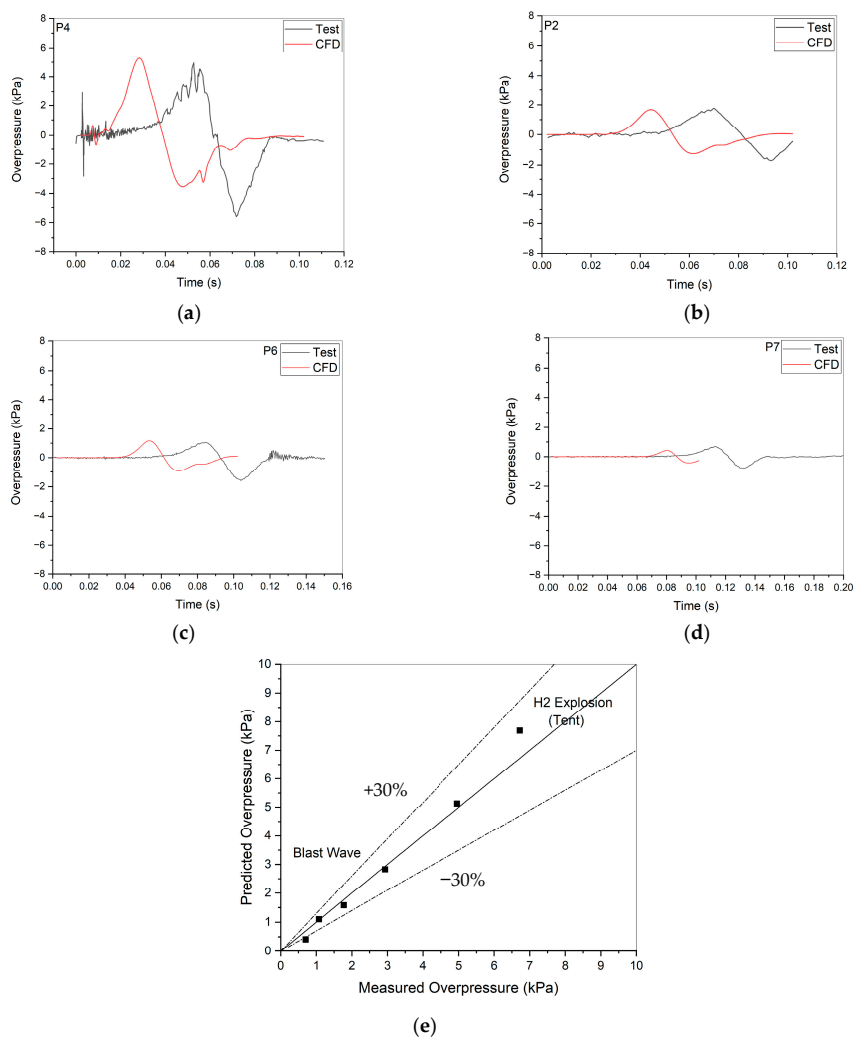 P4
Test
CFD
Overpressure (kPa)
8
6
4
2
0
−2
−4
−6
−8
0.00 0.02 0.04 0.06 0.08 0.10 0.12
Time (s)
(a)
P2
Test
CFD
Overpressure (kPa)
8
6
4
2
0
−2
−4
−6
−8
0.00 0.02 0.04 0.06 0.08 0.10 0.12
Time (s)
(b)
P6
Test
CFD
Overpressure (kPa)
8
6
4
2
0
−2
−4
−6
−8
0.00 0.02 0.04 0.06 0.08 0.10 0.12 0.14 0.16
Time (s)
(c)
P7
Test
CFD
Overpressure (kPa)
8
6
4
2
0
−2
−4
−6
−8
0.00 0.02 0.04 0.06 0.08 0.10 0.12 0.14 0.16 0.18 0.20
Time (s)
(d)
Predicted Overpressure (kPa)
10
9
8
7
6
5
4
3
2
1
0
H2 Explosion
(Tent)
+30%
Blast Wave
−30%
0 1 2 3 4 5 6 7 8 9 10
Measured Overpressure (kPa)
(e)